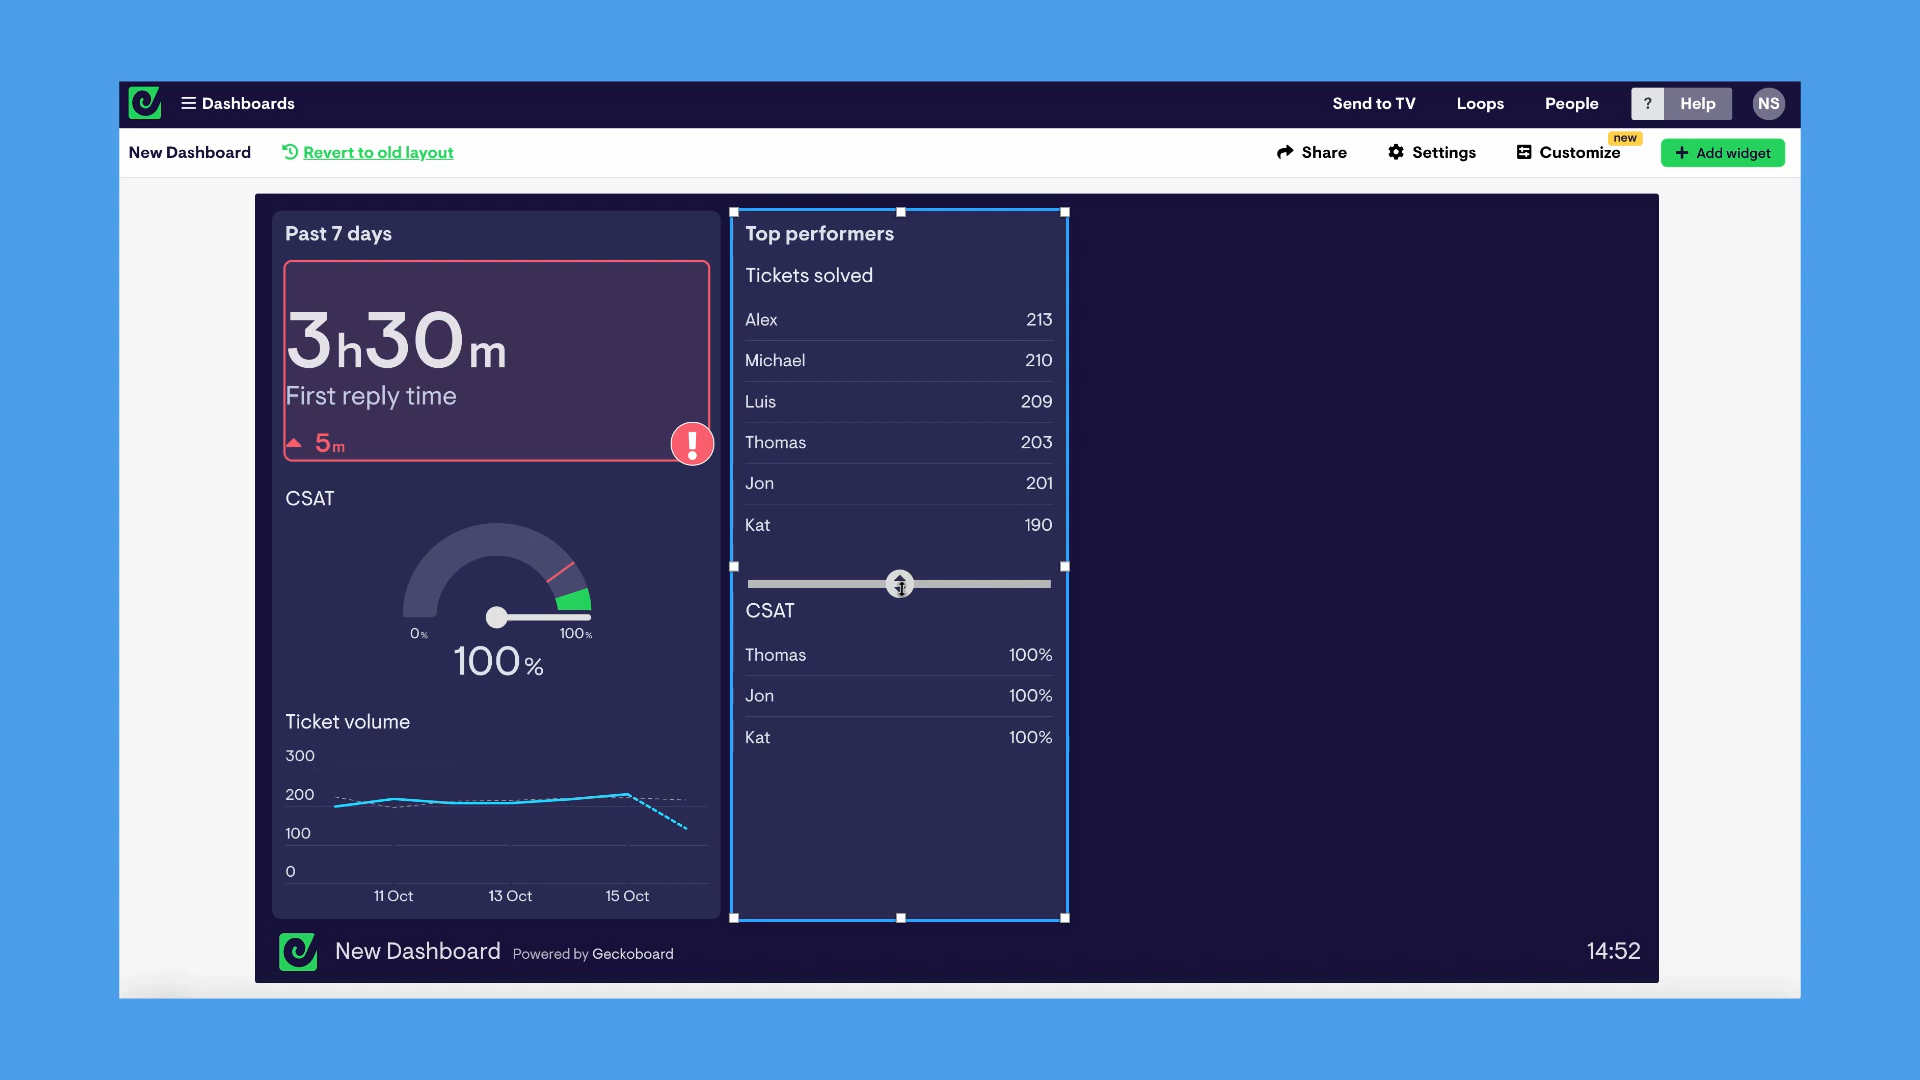 Dashboards
Send to TV
Loops
People
? Help
NS
New Dashboard
Revert to old layout
Share
Settings
Customize
new
+ Add widget
Past 7 days
3h30m
First reply time
5m
!
CSAT
0%
100%
100%
Ticket volume
300
200
100
0
11 Oct
13 Oct
15 Oct
Top performers
Tickets solved
Alex 213
Michael 210
Luis 209
Thomas 203
Jon 201
Kat 190
CSAT
Thomas 100%
Jon 100%
Kat 100%
New Dashboard Powered by Geckoboard
14:52